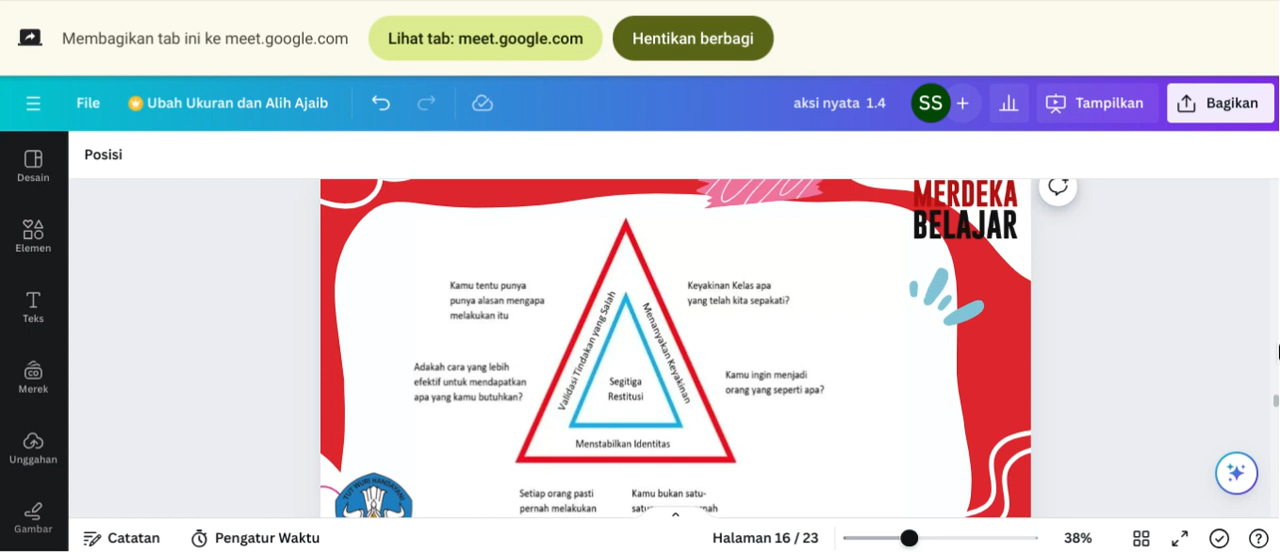 Membagikan tab ini ke meet.google.com
Lihat tab: meet.google.com
Hentikan berbagi
File
Ubah Ukuran dan Alih Ajaib
aksi nyata 1.4
SS
+
Tampilkan
Bagikan
Posisi
Desain
Elemen
Teks
Merek
Unggahan
Gambar
MERDEKA
BELAJAR
Kamu tentu punya
punya alasan mengapa
melakukan itu
Keyakinan Kelas apa
yang telah kita sepakati?
Validasi Tindakan yang Salah
Menanyakan Keyakinan
Adakah cara yang lebih
efektif untuk mendapatkan
apa yang kamu butuhkan?
Segitiga
Restitusi
Kamu ingin menjadi
orang yang seperti apa?
Menstabilkan Identitas
Setiap orang pasti
pernah melakukan
Kamu bukan satu-
TUT WURI HANDAYANI
Catatan
Pengatur Waktu
Halaman 16 / 23
38%